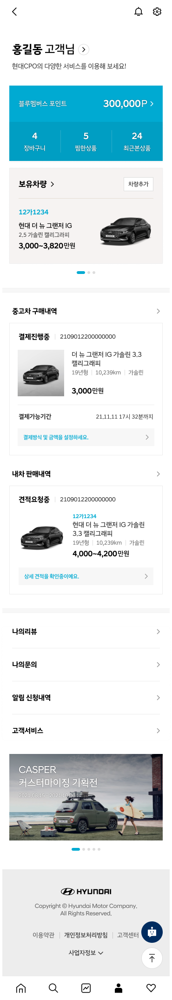 홍길동 고객님
현대CPO의 다양한 서비스를 이용해 보세요!
블루멤버스 포인트
300,000P
4
장바구니
5
찜한상품
24
최근본상품
보유차량
차량추가
12가1234
현대 더 뉴 그랜저 IG
2.5 가솔린 캘리그라피
3,000~3,820만원
중고차 구매내역
결제진행중
2109012200000000
더 뉴 그랜저 IG 가솔린 3.3
캘리그래피
19년형
10,239km
가솔린
3,000만원
결제가능기간
21.11.11 17시 32분까지
결제방식 및 금액을 설정하세요.
내차 판매내역
견적요청중
2109012200000000
12가1234
현대 더 뉴 그랜저 IG 가솔린
3.3 캘리그래피
19년형
10,239km
가솔린
4,000~4,200만원
상세 견적을 확인중이예요.
나의리뷰
나의문의
알림 신청내역
고객서비스
CASPER
커스터마이징 기획전
2021.08.15 - 2021.10.06
HYUNDAI
Copyright © Hyundai Motor Company.
All Rights Reserved.
이용약관
개인정보처리방침
고객센터
사업자정보